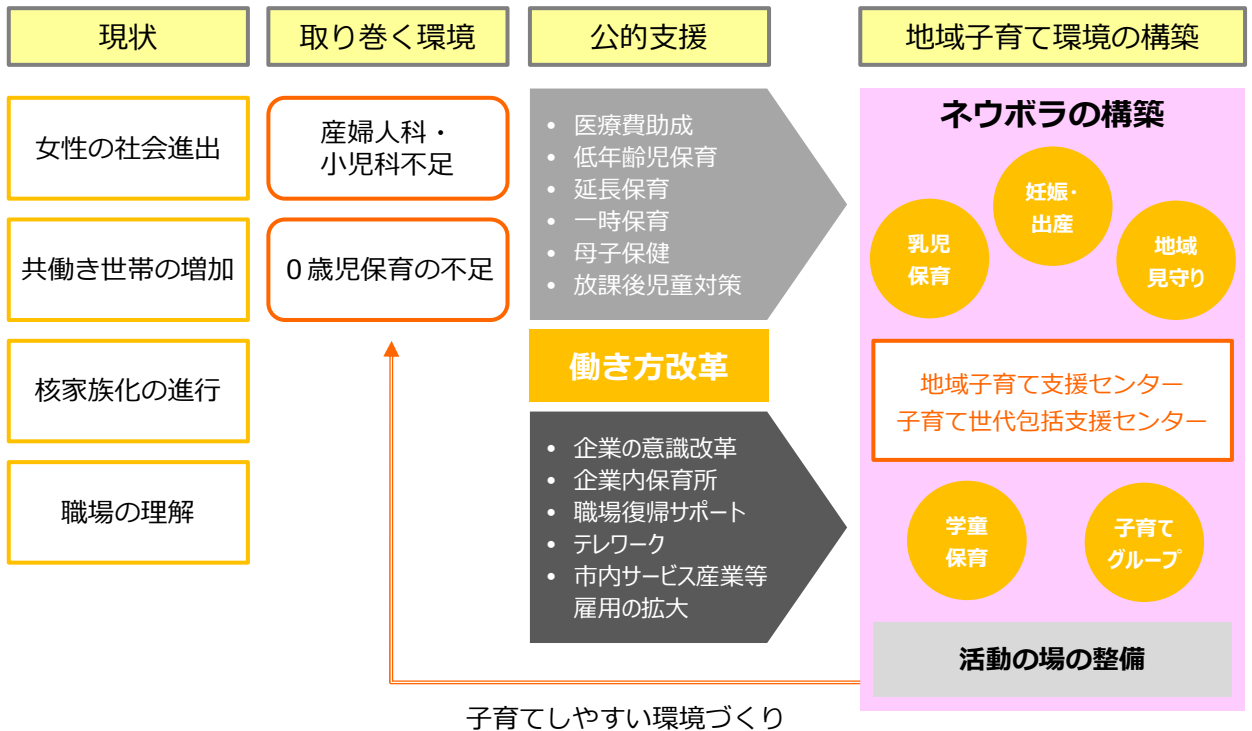 現状
取り巻く環境
公的支援
地域子育て環境の構築
女性の社会進出
共働き世帯の増加
核家族化の進行
職場の理解
産婦人科・
小児科不足
０歳児保育の不足
• 医療費助成
• 低年齢児保育
• 延長保育
• 一時保育
• 母子保健
• 放課後児童対策
働き方改革
• 企業の意識改革
• 企業内保育所
• 職場復帰サポート
• テレワーク
• 市内サービス産業等
雇用の拡大
ネウボラの構築
妊娠・
出産
乳児
保育
地域
見守り
地域子育て支援センター
子育て世代包括支援センター
学童
保育
子育て
グループ
活動の場の整備
子育てしやすい環境づくり